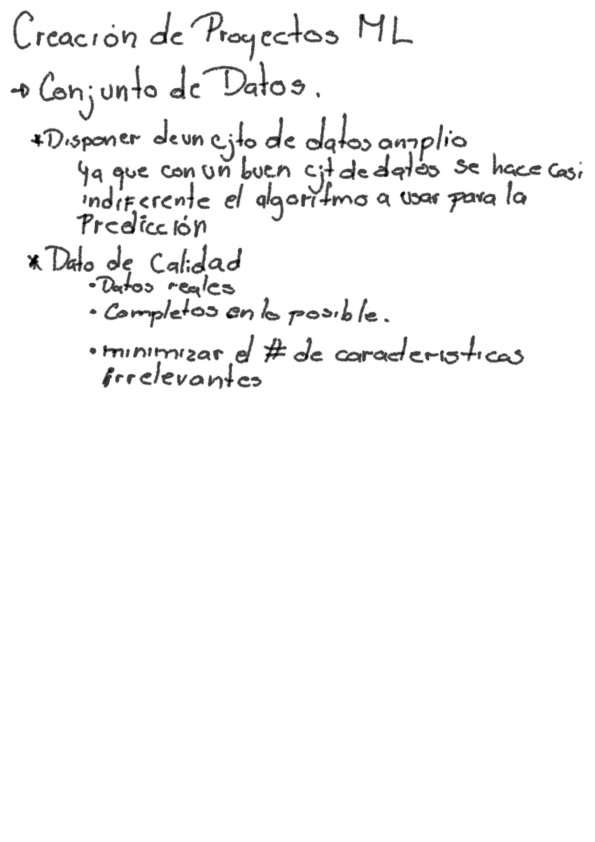 Creación de Proyectos ML
→ Conjunto de Datos.
* Disponer de un cjto de datos amplio
ya que con un buen cjt de datos se hace casi
indiferente el algoritmo a usar para la
Predicción
* Dato de Calidad
• Datos reales
• Completos en lo posible.
• minimizar el # de caracteristicas
irrelevantes